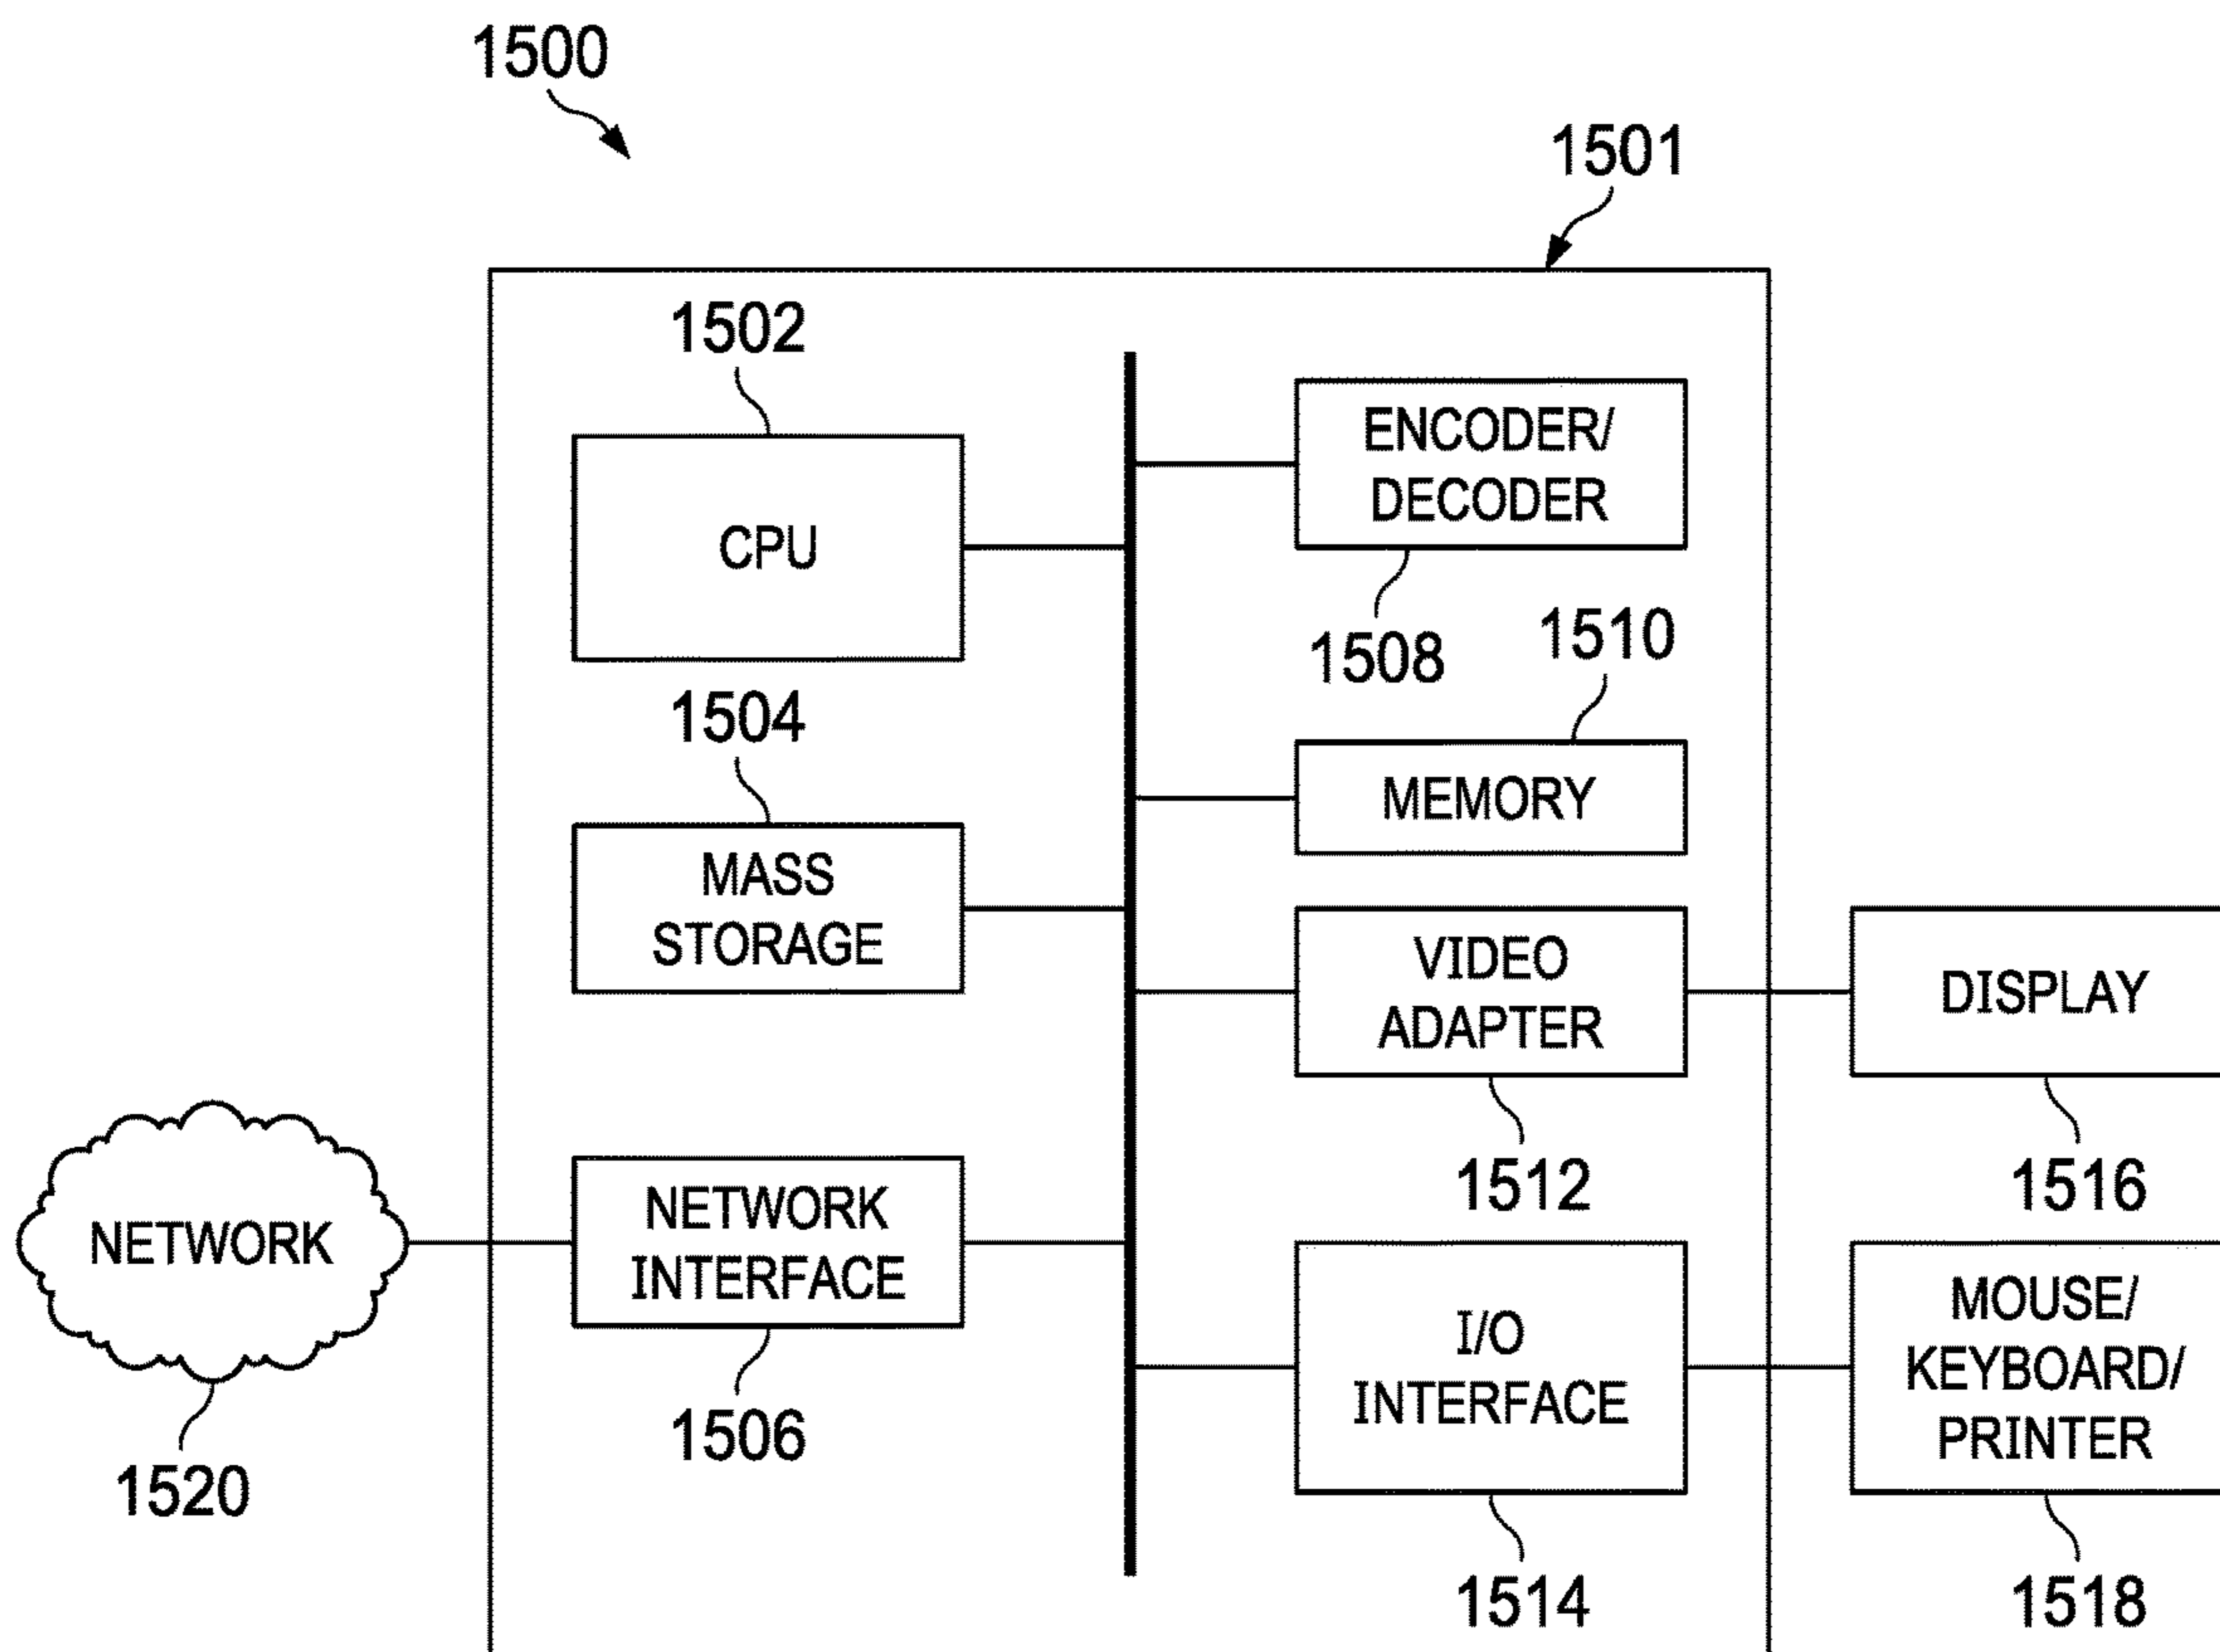 1500
1501
1502
CPU
ENCODER/
DECODER
1508
1510
1504
MASS
STORAGE
MEMORY
VIDEO
ADAPTER
1512
DISPLAY
1516
NETWORK
1520
NETWORK
INTERFACE
1506
I/O
INTERFACE
1514
MOUSE/
KEYBOARD/
PRINTER
1518